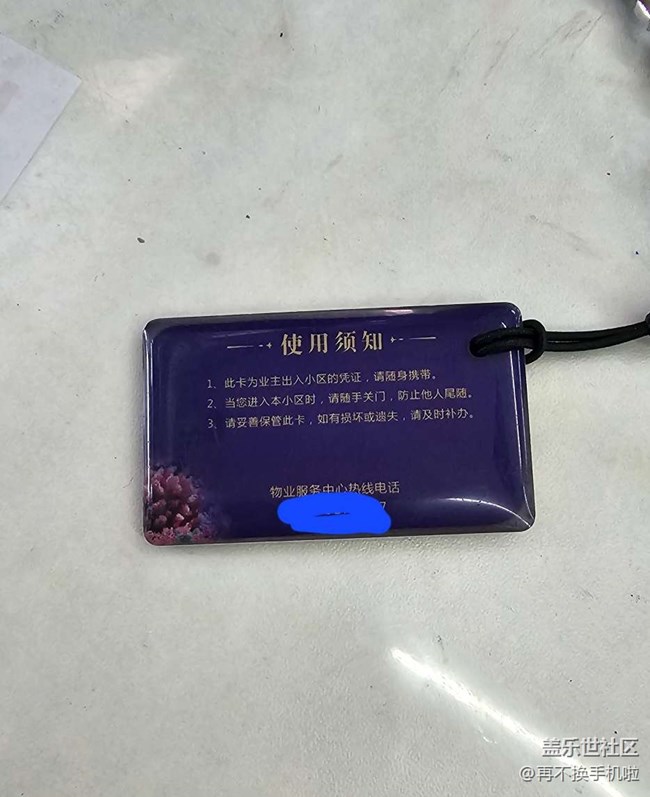 使用须知
1、此卡为业主出入小区的凭证，请随身携带。
2、当您进入本小区时，请随手关门，防止他人尾随。
3、请妥善保管此卡，如有损坏或遗失，请及时补办。
物业服务中心热线电话
7
盖乐世社区
@再不换手机啦